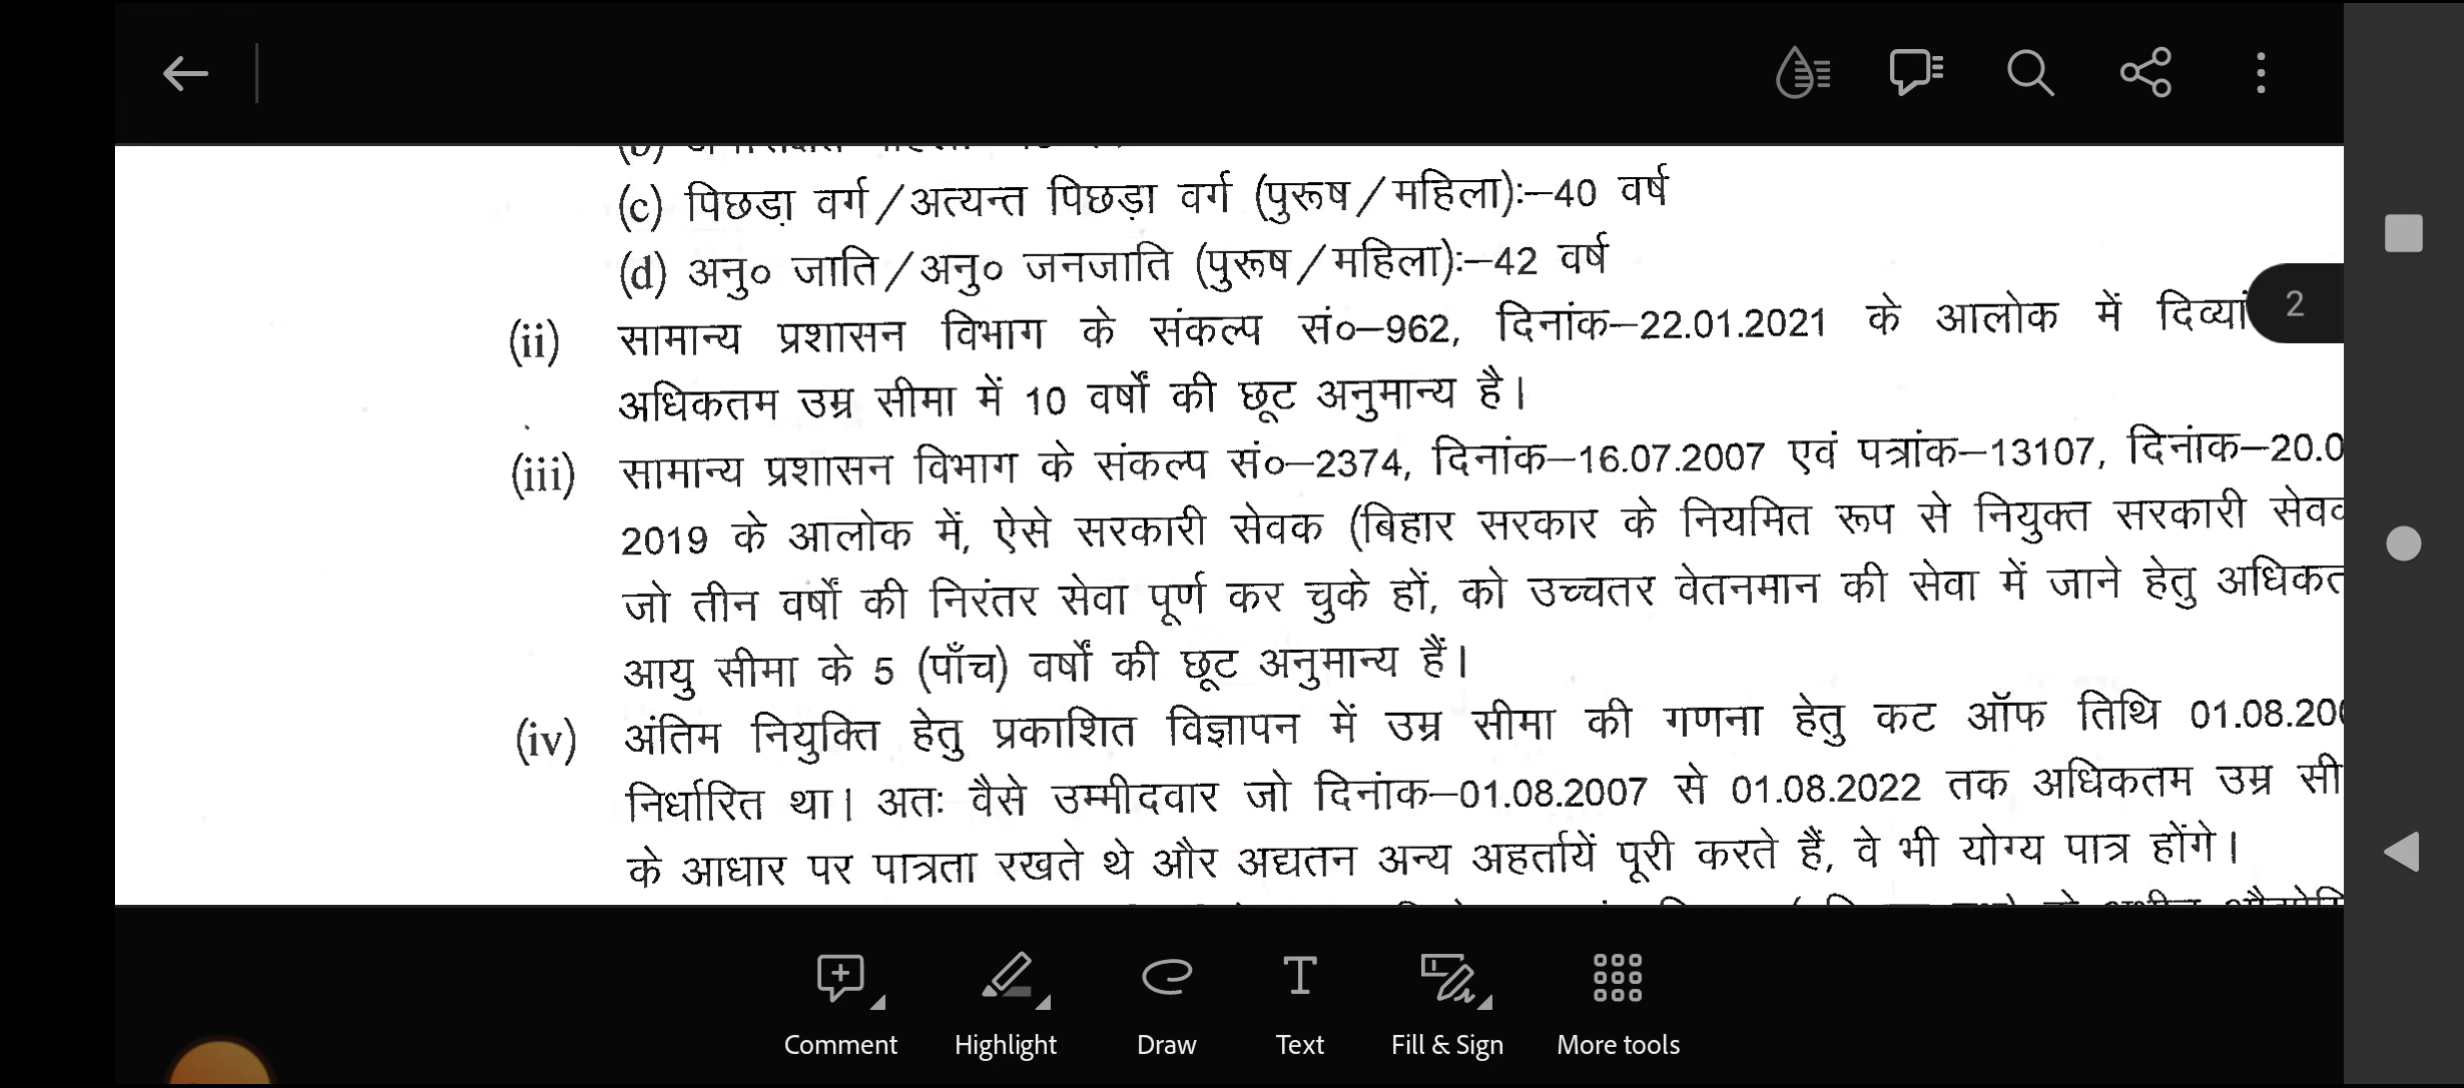 (c) पिछड़ा वर्ग/अत्यन्त पिछड़ा वर्ग (पुरूष/महिला):–40 वर्ष
(d) अनु० जाति/अनु० जनजाति (पुरूष/महिला):–42 वर्ष
(ii) सामान्य प्रशासन विभाग के संकल्प सं०–962, दिनांक–22.01.2021 के आलोक में
2
अधिकतम उम्र सीमा में 10 वर्षों की छूट अनुमान्य है।
(iii) सामान्य प्रशासन विभाग के संकल्प सं०–2374, दिनांक–16.07.2007 एवं पत्रांक–13107, दिनांक–20.0
2019 के आलोक में, ऐसे सरकारी सेवक (बिहार सरकार के नियमित रूप से नियुक्त सरकारी
जो तीन वर्षों की निरंतर सेवा पूर्ण कर चुके हों, को उच्चतर वेतनमान की सेवा में जाने हेतु
आयु सीमा के 5 (पाँच) वर्षों की छूट अनुमान्य हैं।
(iv) अंतिम नियुक्ति हेतु प्रकाशित विज्ञापन में उम्र सीमा की गणना हेतु कट ऑफ तिथि 01.08.20
निर्धारित था। अतः वैसे उम्मीदवार जो दिनांक–01.08.2007 से 01.08.2022 तक अधिकतम उम्र सी
के आधार पर पात्रता रखते थे और अद्यतन अन्य अहर्तायें पूरी करते हैं, वे भी योग्य पात्र होंगे।
Comment Highlight Draw Text Fill & Sign More tools